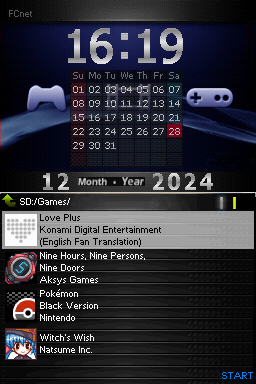 FCnet
16:19
Su Mo Tu We Th Fr Sa
01 02 03 04 05 06 07
08 09 10 11 12 13 14
15 16 17 18 19 20 21
22 23 24 25 26 27 28
29 30 31
12 Month • Year 2024
SD:/Games/
Love Plus
Konami Digital Entertainment
(English Fan Translation)
Nine Hours, Nine Persons,
Nine Doors
Aksys Games
Pokémon
Black Version
Nintendo
Witch's Wish
Natsume Inc.
START